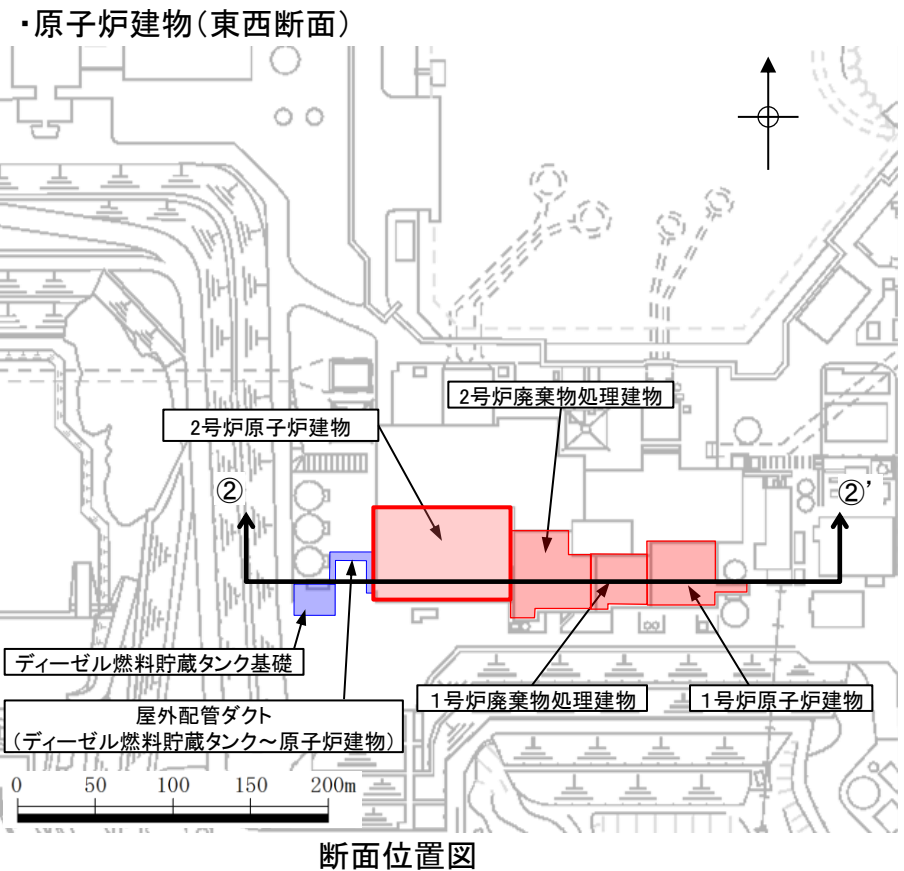 ・原子炉建物(東西断面)
2号炉廃棄物処理建物
2号炉原子炉建物
②
②’
ディーゼル燃料貯蔵タンク基礎
1号炉廃棄物処理建物
1号炉原子炉建物
屋外配管ダクト
(ディーゼル燃料貯蔵タンク～原子炉建物)
0 50 100 150 200m
断面位置図